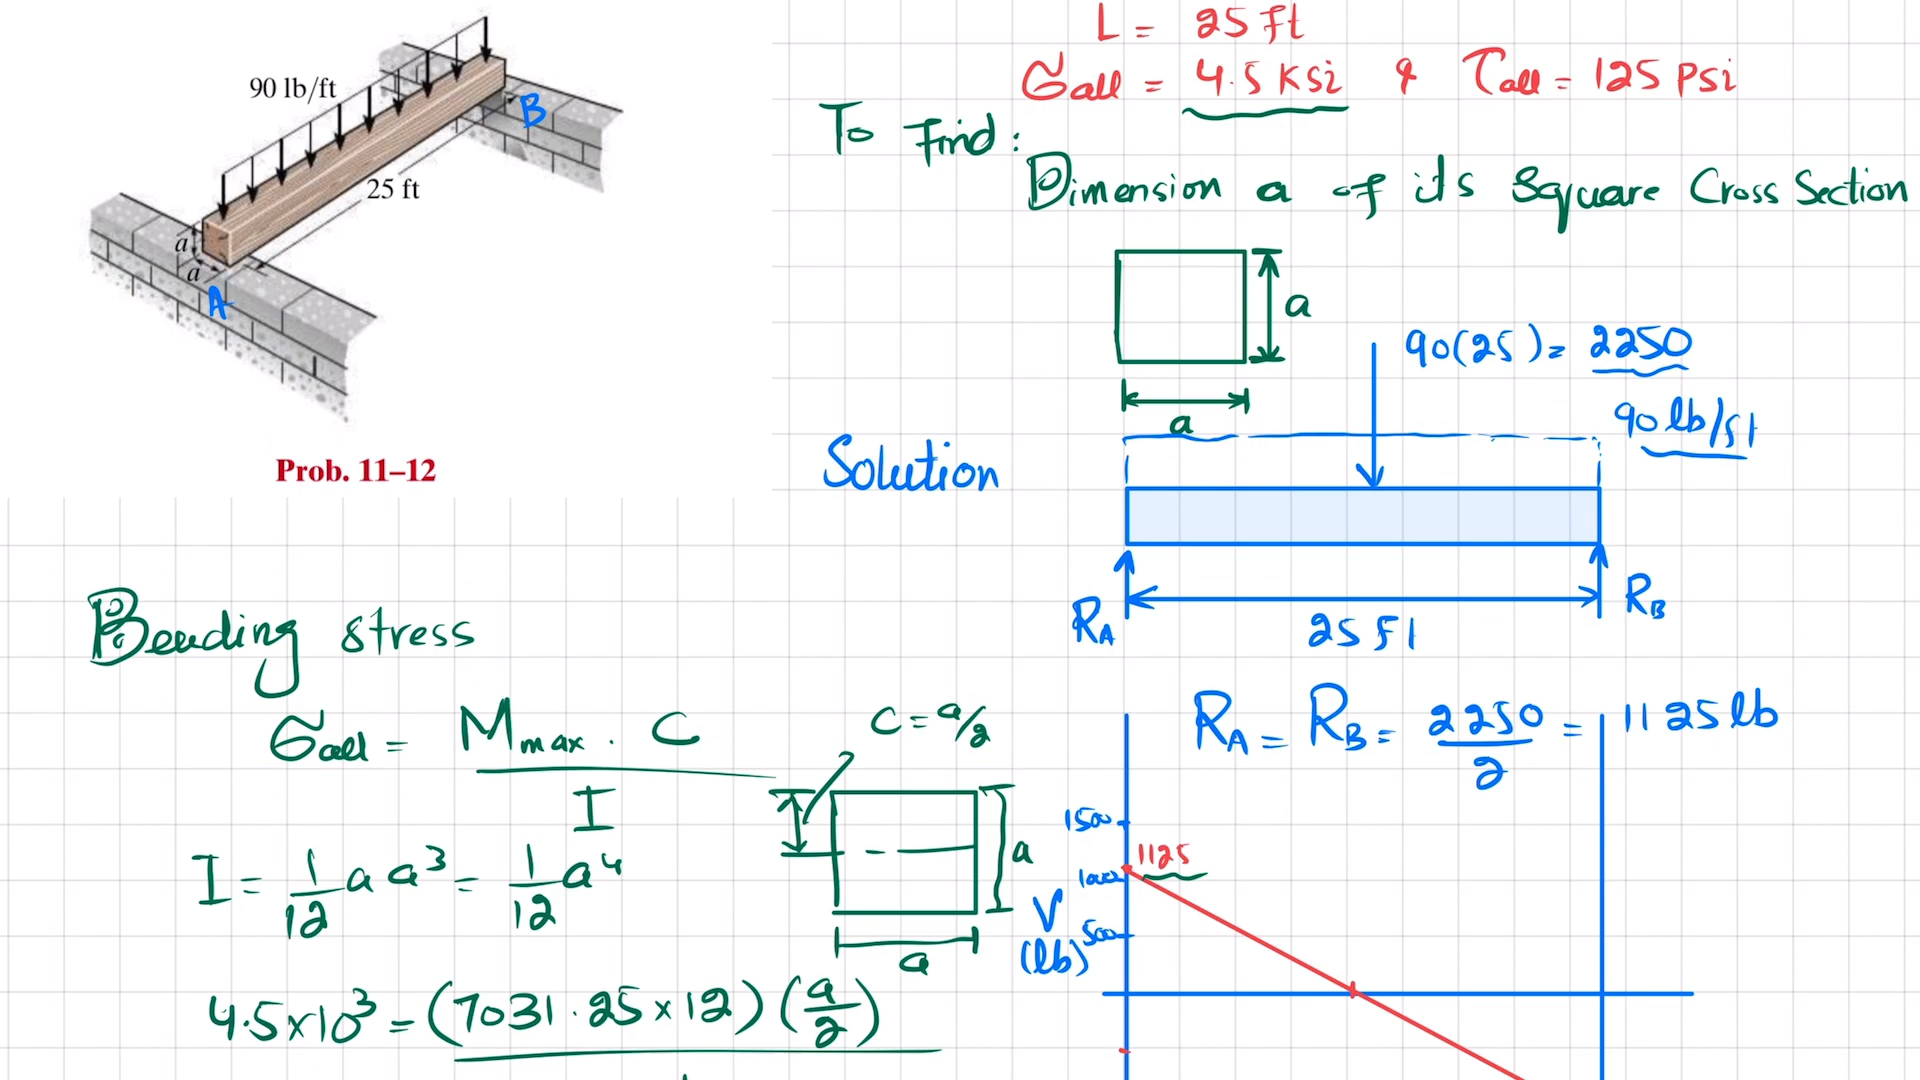 90 lb/ft
B
25 ft
a
a
A
Prob. 11–12
L = 25 ft
σall = 4.5 Ksi & τall = 125 Psi
To Find:
Dimension a of its Square Cross Section
a
a
Solution
90(25) = 2250
90 lb/ft
RA
RB
25 ft
RA = RB = 2250/2 = 1125 lb
1500
1125
1000
V
(lb)
500
Bending stress
σall = Mmax . C / I
C = a/2
I = 1/12 a a³ = 1/12 a⁴
a
a
4.5×10³ = (7031.25×12)(a/2)